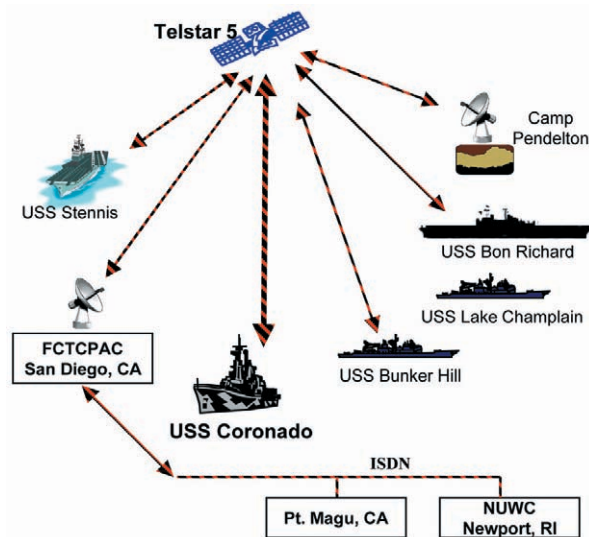 Telstar 5
Camp
Pendelton
USS Stennis
USS Bon Richard
USS Lake Champlain
FCTCPAC
San Diego, CA
USS Bunker Hill
USS Coronado
ISDN
Pt. Magu, CA
NUWC
Newport, RI